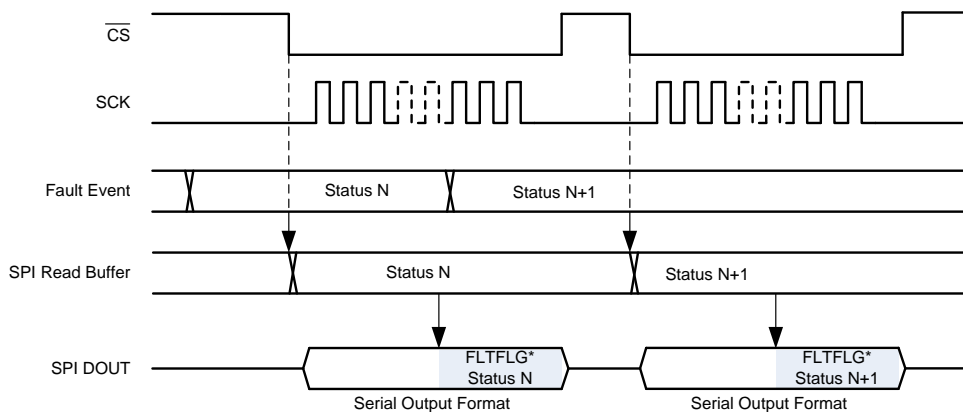 CS
SCK
Fault Event
Status N
Status N+1
SPI Read Buffer
Status N
Status N+1
SPI DOUT
FLTFLG*
Status N
FLTFLG*
Status N+1
Serial Output Format
Serial Output Format